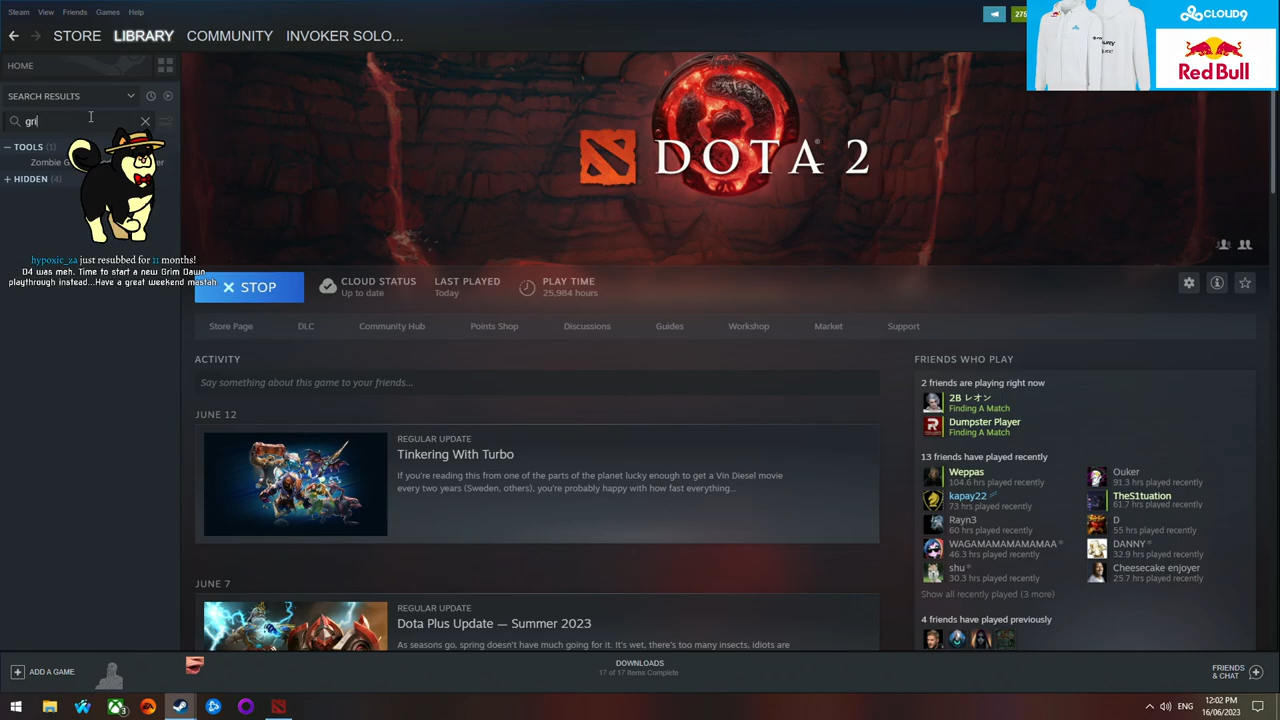 Steam View Friends Games Help
275
CLOUD9
Red Bull
STORE LIBRARY COMMUNITY INVOKER SOLO...
HOME
SEARCH RESULTS
gri
TOOLS (1)
Zombie
HIDDEN (4)
hypoxic_za just resubbed for 11 months!
D4 was meh. Time to start a new Grim Dawn
playthrough instead...Have a great weekend mastah
DOTA 2
STOP
CLOUD STATUS
Up to date
LAST PLAYED
Today
PLAY TIME
25,984 hours
Store Page DLC Community Hub Points Shop Discussions Guides Workshop Market Support
ACTIVITY
Say something about this game to your friends...
JUNE 12
REGULAR UPDATE
Tinkering With Turbo
If you're reading this from one of the parts of the planet lucky enough to get a Vin Diesel movie
every two years (Sweden, others), you're probably happy with how fast everything...
JUNE 7
REGULAR UPDATE
Dota Plus Update — Summer 2023
As seasons go, spring doesn't have much going for it. It's wet, there's too many insects, idiots are
FRIENDS WHO PLAY
2 friends are playing right now
2B レオン
Finding A Match
Dumpster Player
Finding A Match
13 friends have played recently
Weppas
104.6 hrs played recently
Ouker
91.3 hrs played recently
kapay22
73 hrs played recently
TheS1tuation
61.7 hrs played recently
Rayn3
60 hrs played recently
D
55 hrs played recently
WAGAMAMAMAMAMAA
46.3 hrs played recently
DANNY
32.9 hrs played recently
shu
30.3 hrs played recently
Cheesecake enjoyer
25.7 hrs played recently
Show all recently played (3 more)
4 friends have played previously
ADD A GAME
DOWNLOADS
17 of 17 Items Complete
FRIENDS
& CHAT
3
ENG
12:02 PM
16/06/2023